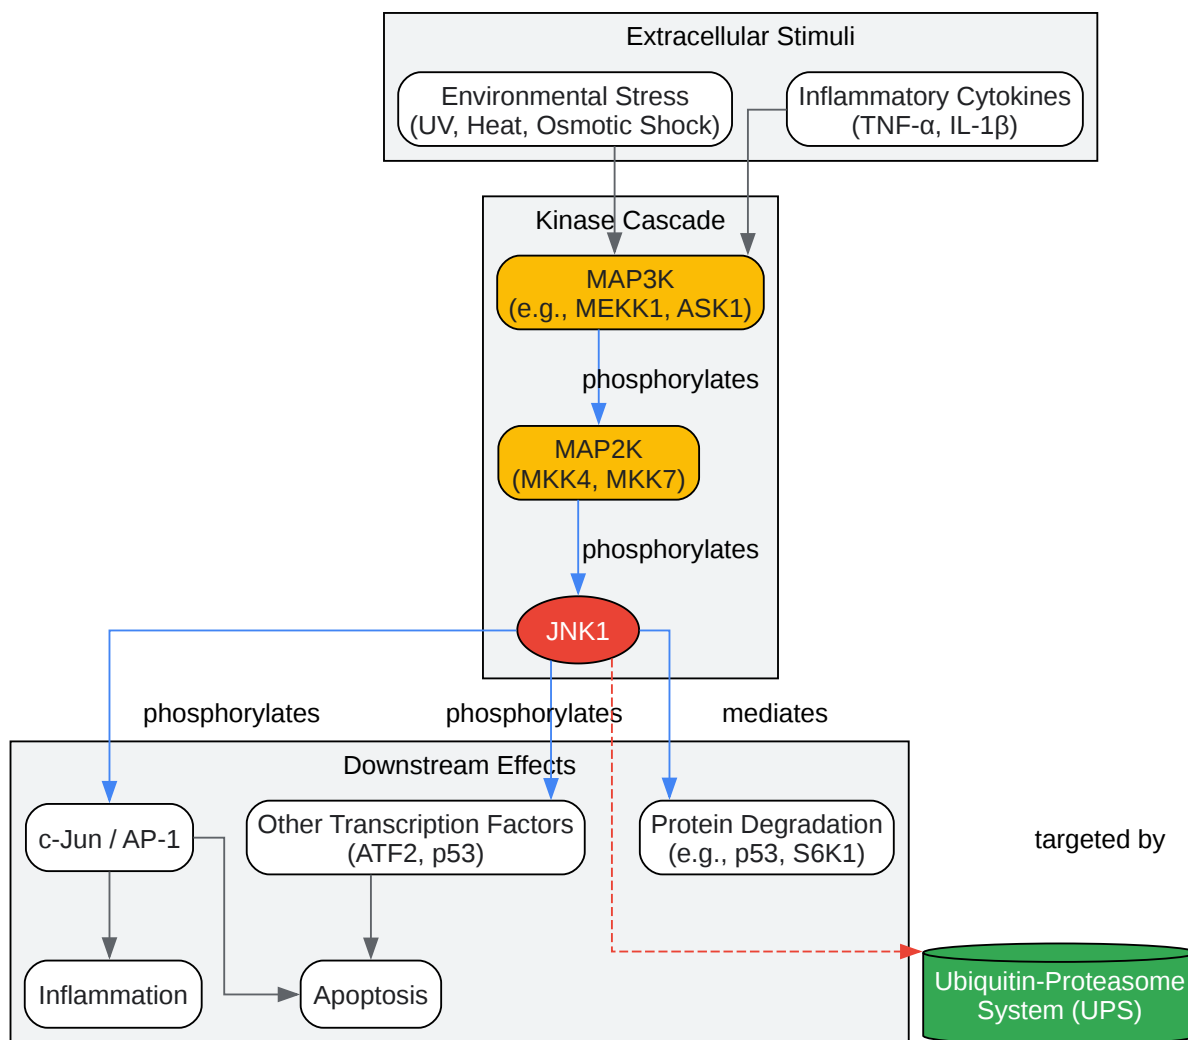 Extracellular Stimuli
Environmental Stress
(UV, Heat, Osmotic Shock)
Inflammatory Cytokines
(TNF-α, IL-1β)
Kinase Cascade
MAP3K
(e.g., MEKK1, ASK1)
phosphorylates
MAP2K
(MKK4, MKK7)
phosphorylates
JNK1
phosphorylates
phosphorylates
mediates
Downstream Effects
c-Jun / AP-1
Other Transcription Factors
(ATF2, p53)
Protein Degradation
(e.g., p53, S6K1)
targeted by
Inflammation
Apoptosis
Ubiquitin-Proteasome
System (UPS)